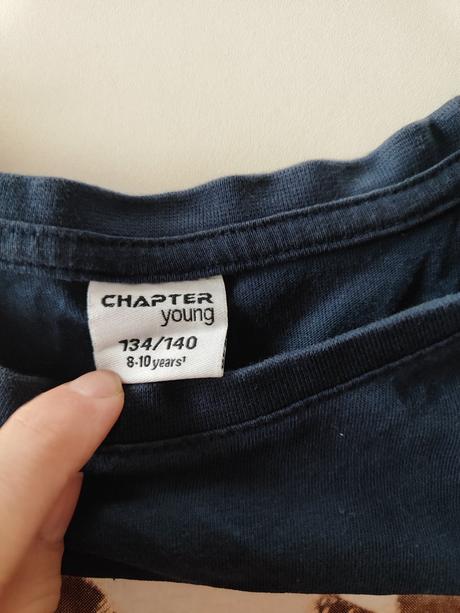 CHAPTER
young
134/140
8-10 years¹